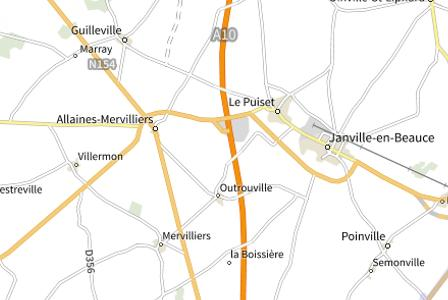 Guilleville
A10
Marray
N154
Le Puiset
Allaines-Mervilliers
Janville-en-Beauce
Villermon
Outrouville
D356
Mervilliers
la Boissière
Poinville
Semonville